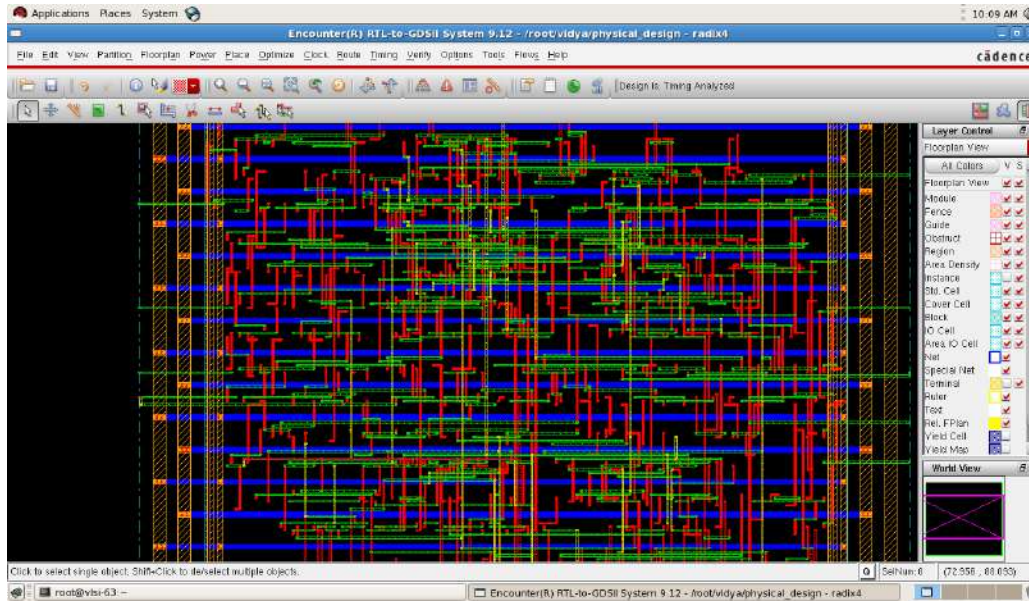 Applications Places System 10:09 AM
Encounter(R) RTL-to-GDSII System 9.12 - /root/vidya/physical_design - radix4
File Edit View Partition Floorplan Power Place Optimize Clock Route Timing Verify Options Tools Flows Help cādence
Design is: Timing Analyzed
Layer Control
Floorplan View
All Colors V S
Floorplan View
Module
Fence
Guide
Obstruct
Region
Area Density
Instance
Std. Cell
Cover Cell
Block
IO Cell
Area IO Cell
Net
Special Net
Terminal
Ruler
Text
Rel. FPlan
Yield Cell
Yield Map
World View
Click to select single object. Shift+Click to de/select multiple objects. Q SelNum:
root@vlsi-63:~ Encounter(R) RTL-to-GDSII System 9.12 - /root/vidya/physical_design - radix4